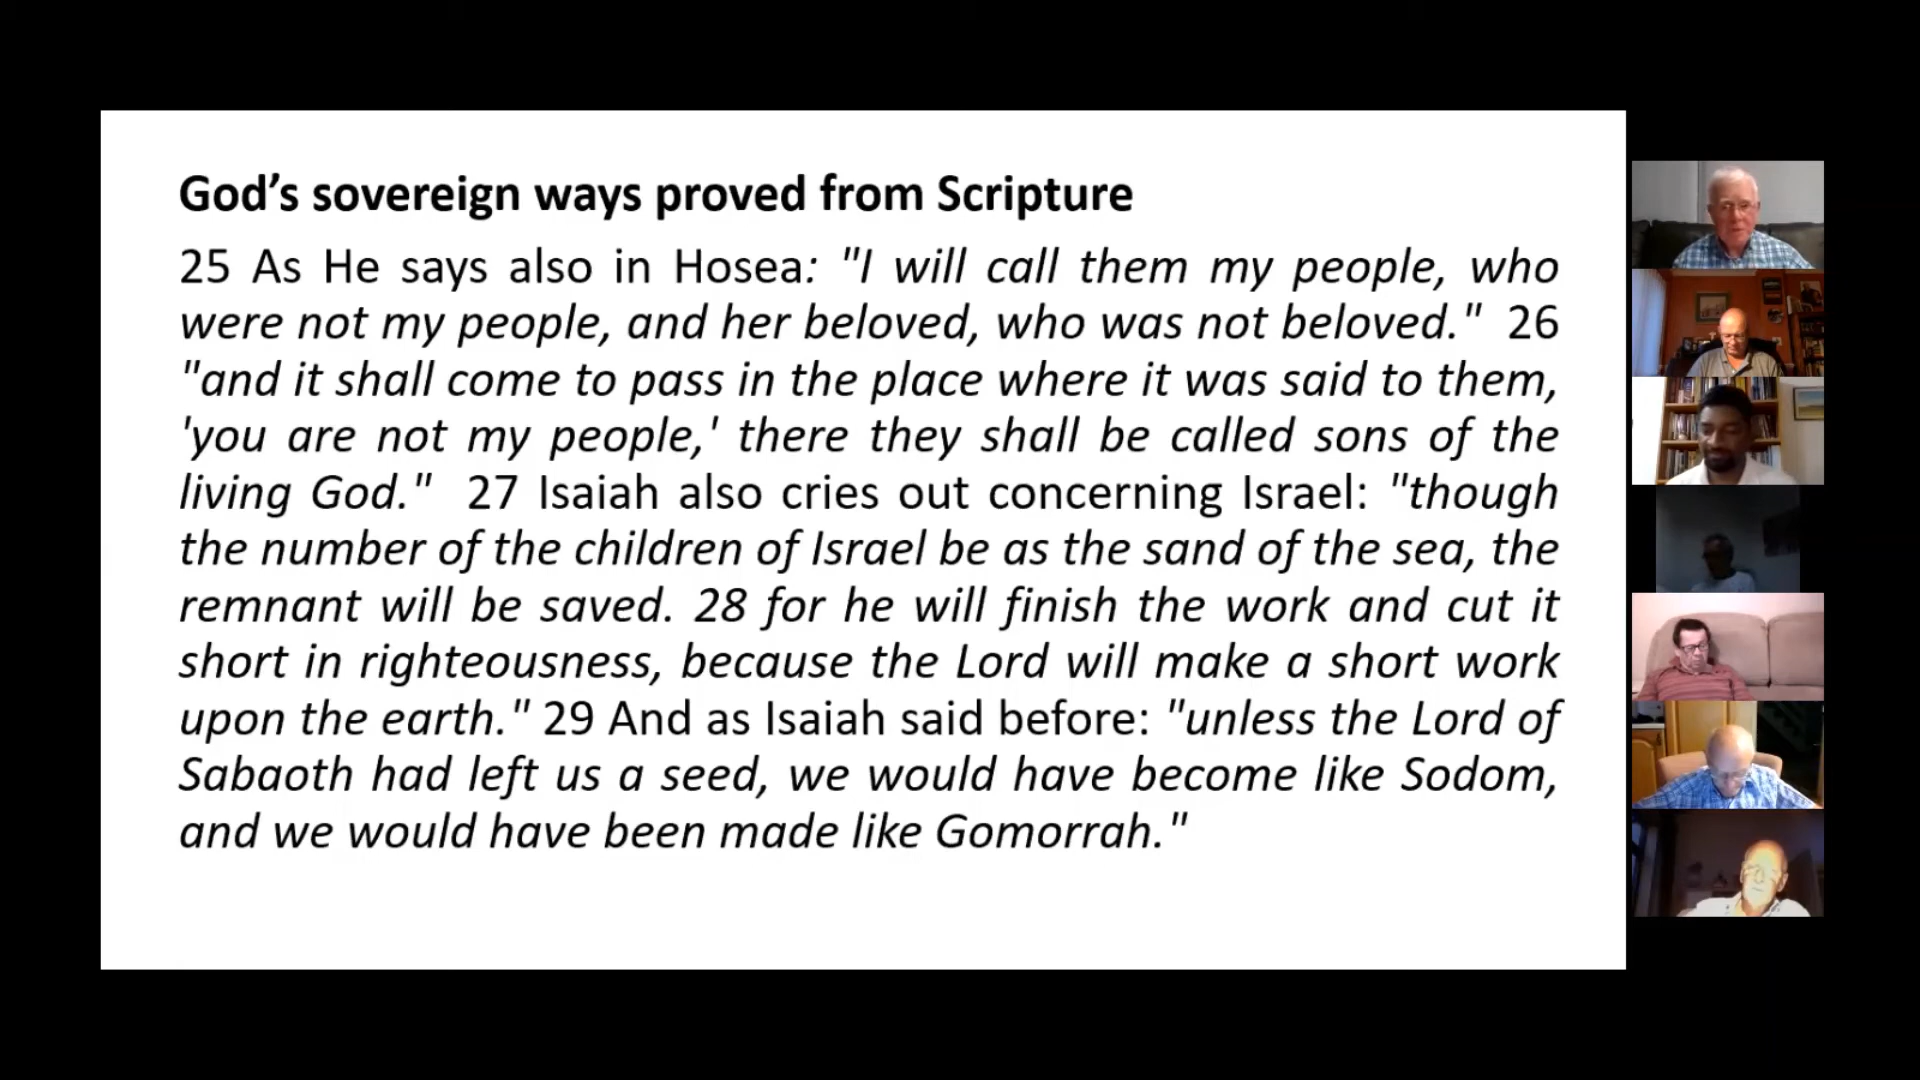 God’s sovereign ways proved from Scripture
25 As He says also in Hosea: "I will call them my people, who
were not my people, and her beloved, who was not beloved." 26
"and it shall come to pass in the place where it was said to them,
'you are not my people,' there they shall be called sons of the
living God." 27 Isaiah also cries out concerning Israel: "though
the number of the children of Israel be as the sand of the sea, the
remnant will be saved. 28 for he will finish the work and cut it
short in righteousness, because the Lord will make a short work
upon the earth." 29 And as Isaiah said before: "unless the Lord of
Sabaoth had left us a seed, we would have become like Sodom,
and we would have been made like Gomorrah."